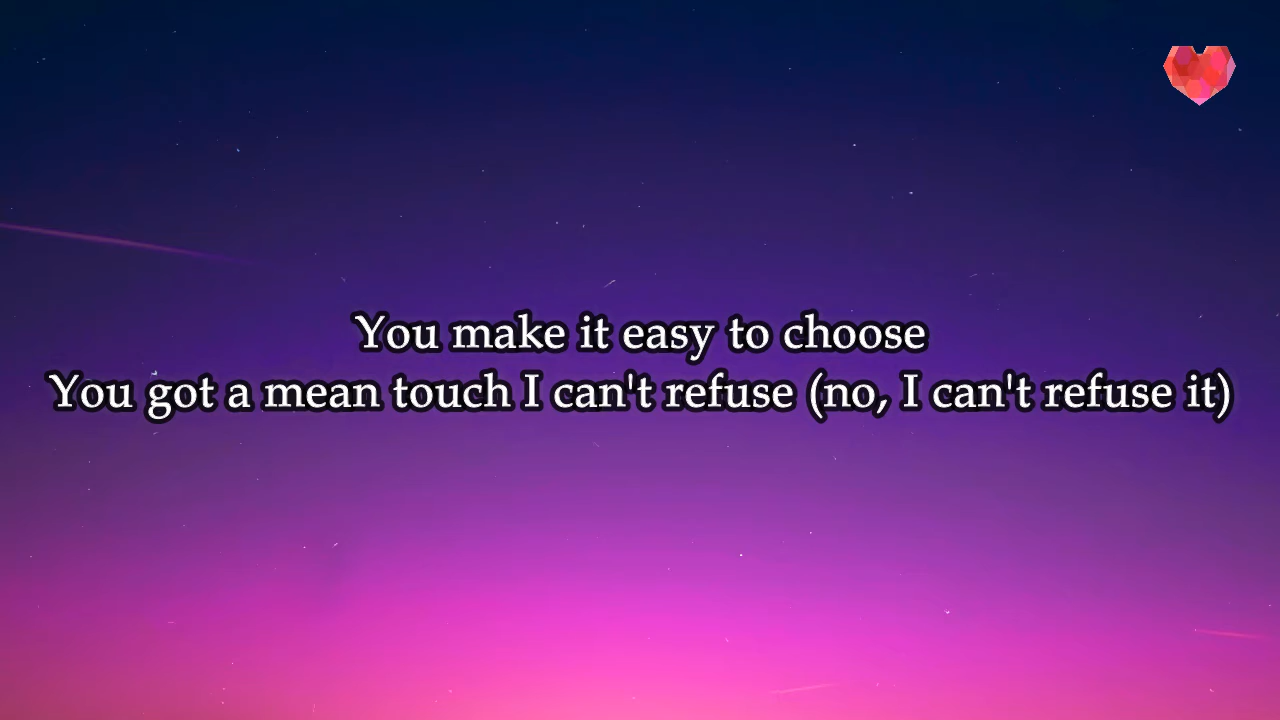 You make it easy to choose
You got a mean touch I can't refuse (no, I can't refuse it)